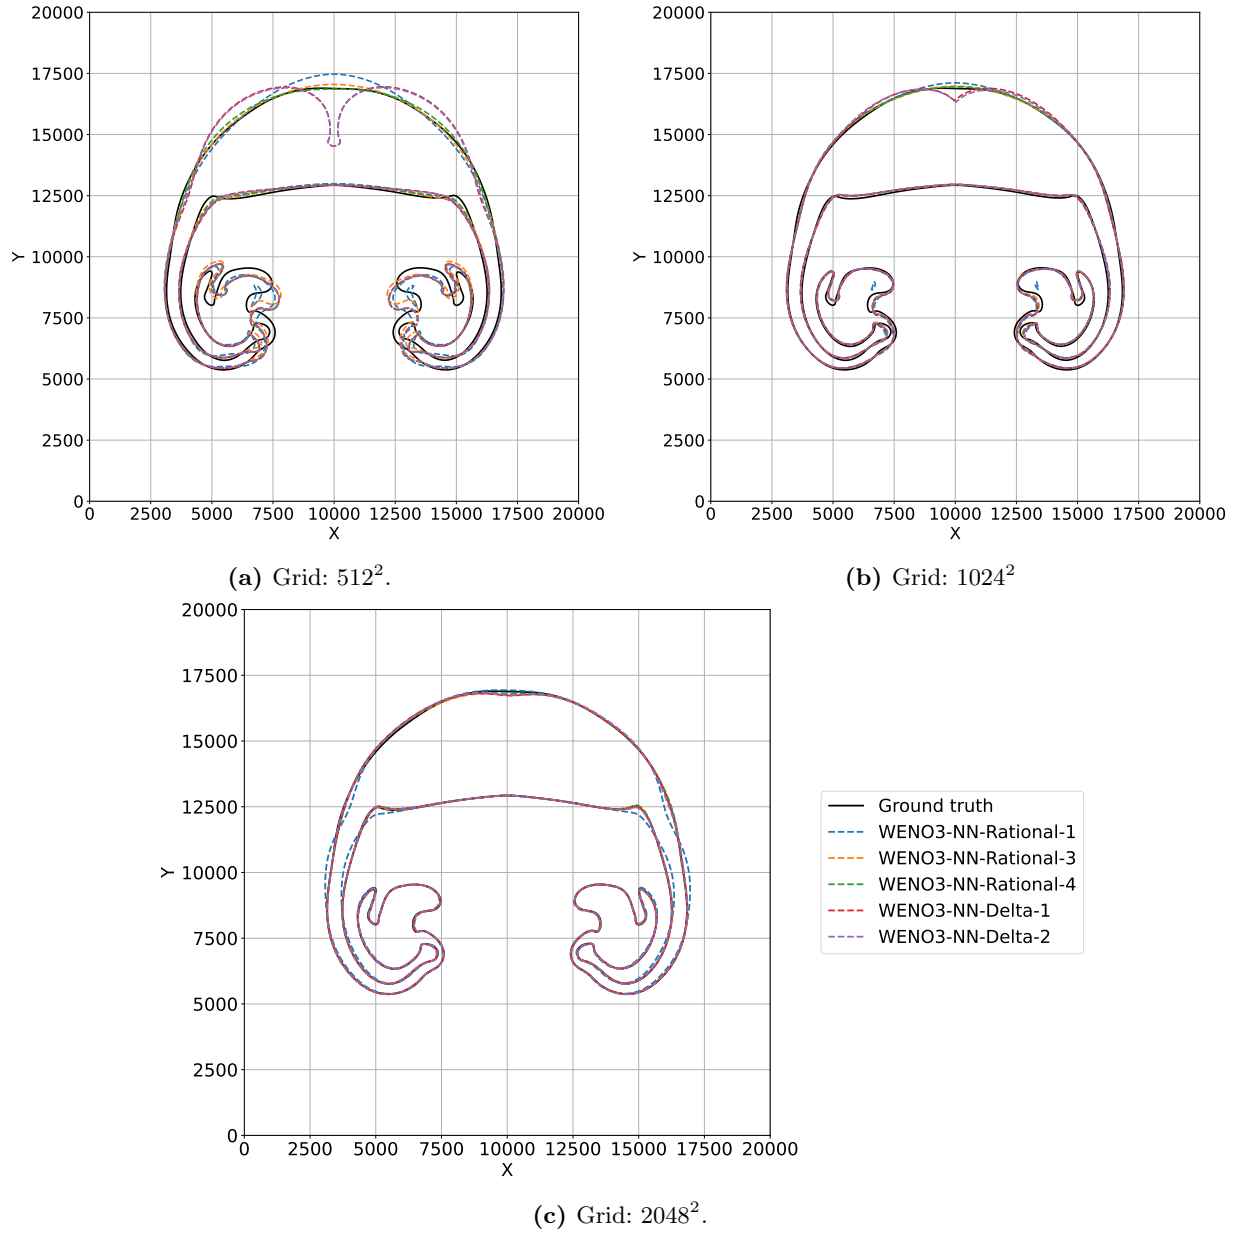 20000
17500
15000
12500
10000
7500
5000
2500
0
Y
0 2500 5000 7500 10000 12500 15000 17500 20000
X
(a) Grid: 512².
20000
17500
15000
12500
10000
7500
5000
2500
0
Y
0 2500 5000 7500 10000 12500 15000 17500 20000
X
(b) Grid: 1024²
20000
17500
15000
12500
10000
7500
5000
2500
0
Y
0 2500 5000 7500 10000 12500 15000 17500 20000
X
Ground truth
WENO3-NN-Rational-1
WENO3-NN-Rational-3
WENO3-NN-Rational-4
WENO3-NN-Delta-1
WENO3-NN-Delta-2
(c) Grid: 2048².